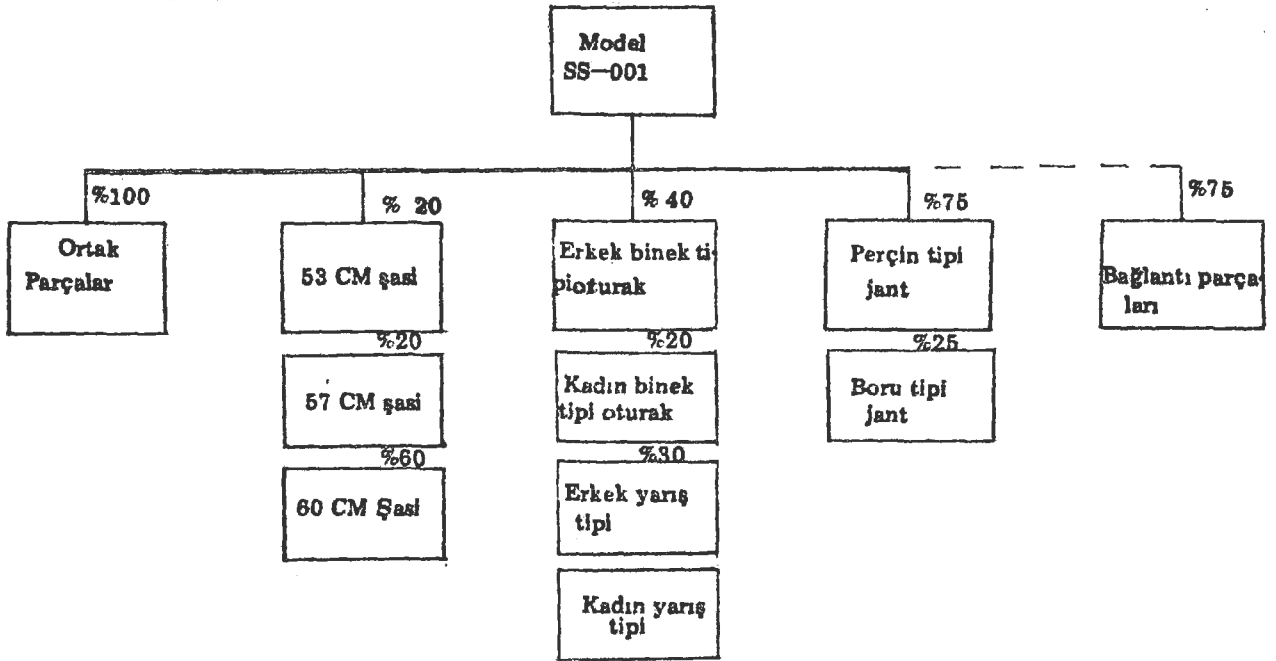 Model
SS-001
%100
Ortak
Parçalar
% 20
53 CM şasi
%20
57 CM şasi
%60
60 CM Şasi
% 40
Erkek binek ti-
pioturak
%20
Kadın binek
tipi oturak
%30
Erkek yarış
tipi
Kadın yarış
tipi
%75
Perçin tipi
jant
%25
Boru tipi
jant
%75
Bağlantı parça-
ları